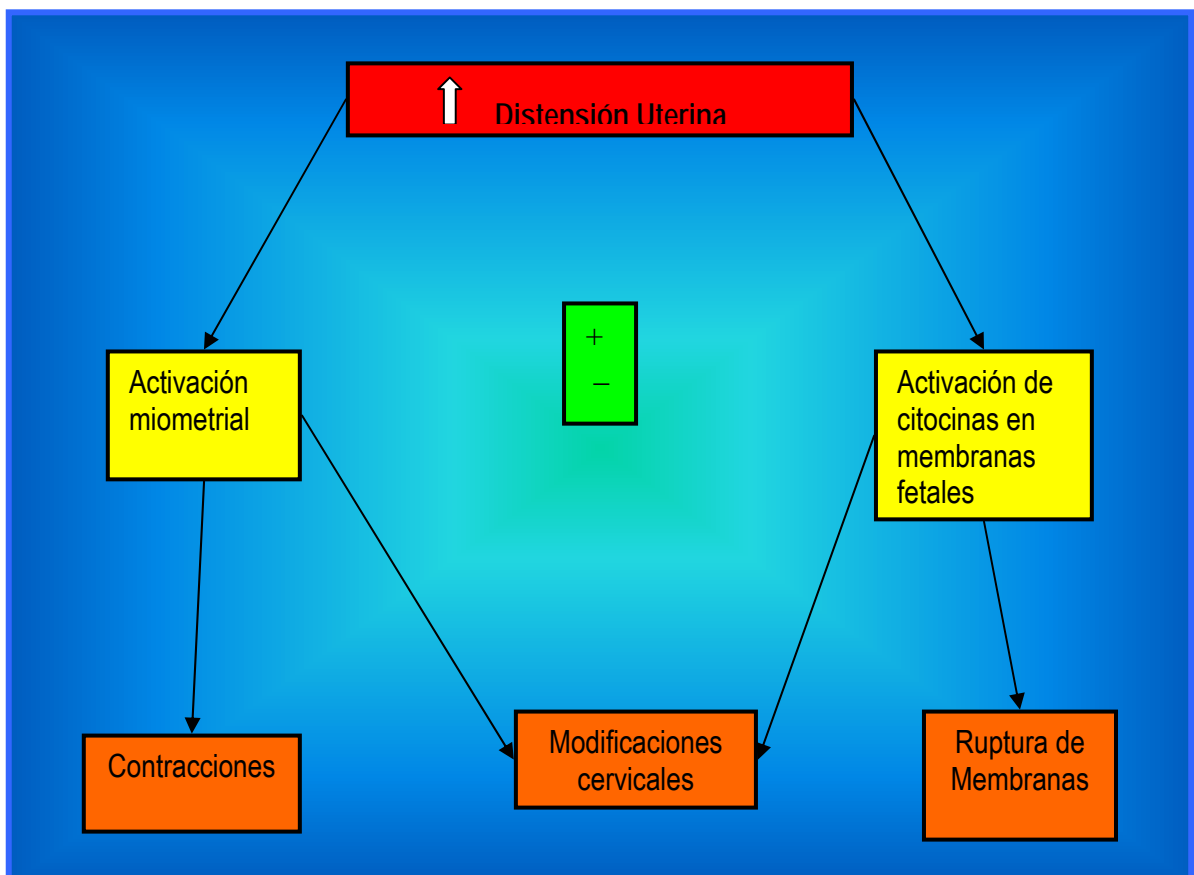 Distensión Uterina
+
−
Activación
miometrial
Activación de
citocinas en
membranas
fetales
Contracciones
Modificaciones
cervicales
Ruptura de
Membranas